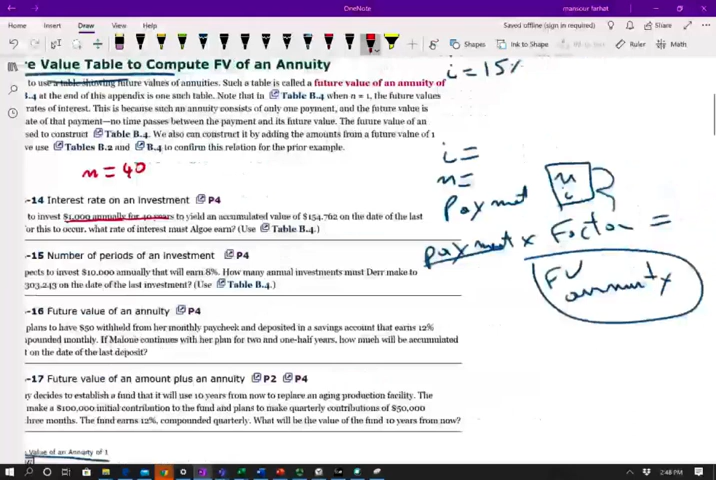 OneNote
mansour farhat
Home Insert Draw View Help
Saved offline (sign in required) Share
Ink to Shape Ruler Math
e Value Table to Compute FV of an Annuity
to use a table showing future values of annuities. Such a table is called a future value of an annuity of
.4 at the end of this appendix is one such table. Note that in Table B.4 when n = 1, the future values
rates of interest. This is because such an annuity consists of only one payment, and the future value is
ate of that payment—no time passes between the payment and its future value. The future value of an
sed to construct Table B.4. We also can construct it by adding the amounts from a future value of 1
ve use Tables B.2 and B.4 to confirm this relation for the prior example.
n = 40
-14 Interest rate on an investment P4
to invest $1,000 annually for 40 years to yield an accumulated value of $154,762 on the date of the last
for this to occur, what rate of interest must Algoe earn? (Use Table B.4.)
-15 Number of periods of an investment P4
pects to invest $10,000 annually that will earn 8%. How many annual investments must Derr make to
303,243 on the date of the last investment? (Use Table B.4.)
-16 Future value of an annuity P4
plans to have $50 withheld from her monthly paycheck and deposited in a savings account that earns 12%
pounded monthly. If Malone continues with her plan for two and one-half years, how much will be accumulated
t on the date of the last deposit?
-17 Future value of an amount plus an annuity P2 P4
y decides to establish a fund that it will use 10 years from now to replace an aging production facility. The
make a $100,000 initial contribution to the fund and plans to make quarterly contributions of $50,000
hree months. The fund earns 12%, compounded quarterly. What will be the value of the fund 10 years from now?
Value of an Annuity of 1
i = 15%
i =
n =
n
i
Paymet
payment x Factor =
FV
annuity
2:48 PM